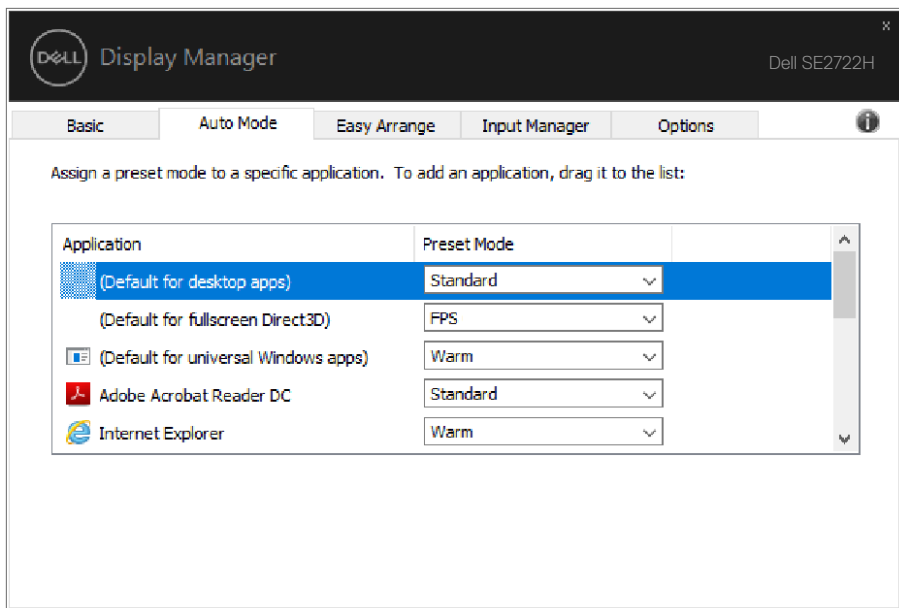 x
DELL Display Manager
Dell SE2722H
Basic Auto Mode Easy Arrange Input Manager Options
Assign a preset mode to a specific application. To add an application, drag it to the list:
Application Preset Mode
(Default for desktop apps) Standard
(Default for fullscreen Direct3D) FPS
(Default for universal Windows apps) Warm
Adobe Acrobat Reader DC Standard
Internet Explorer Warm